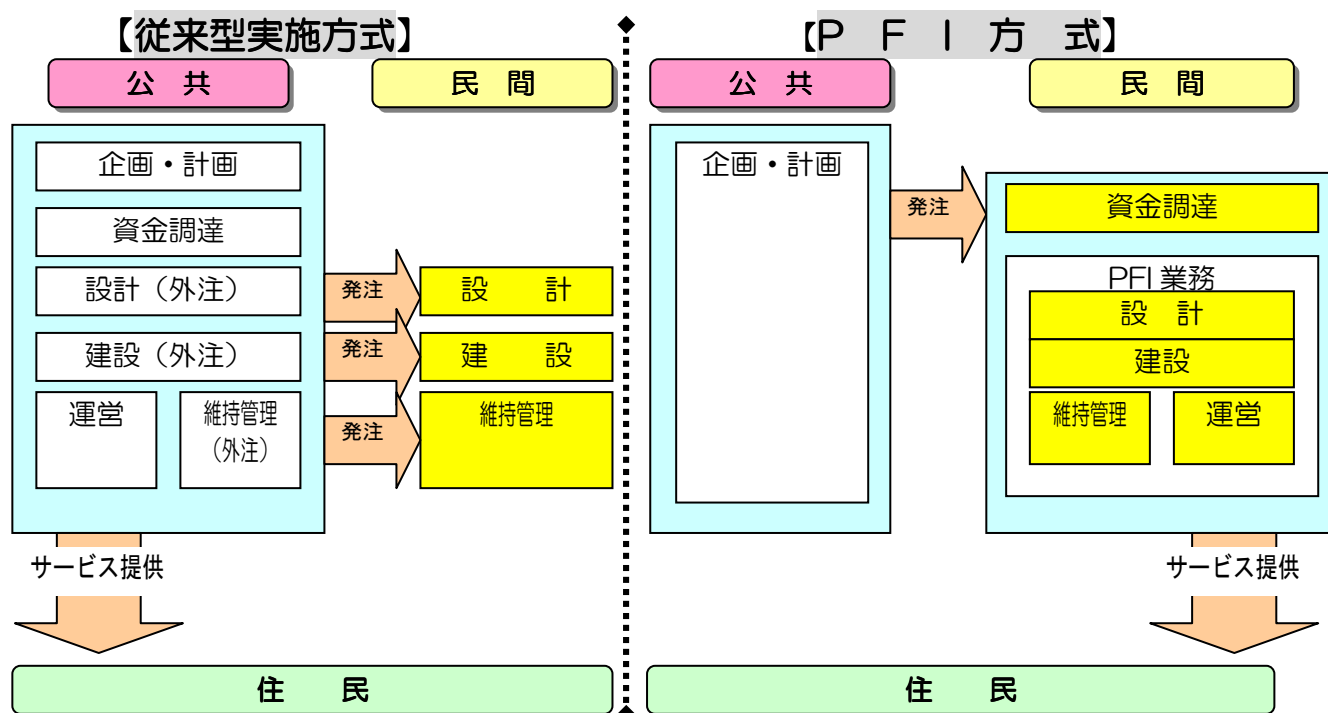 【従来型実施方式】
公 共
民 間
企画・計画
資金調達
設計（外注）
発注
設 計
建設（外注）
発注
建 設
運営
維持管理
（外注）
発注
維持管理
サービス提供
住 民
【Ｐ Ｆ Ｉ 方 式】
公 共
民 間
企画・計画
発注
資金調達
PFI 業務
設 計
建設
維持管理
運営
サービス提供
住 民